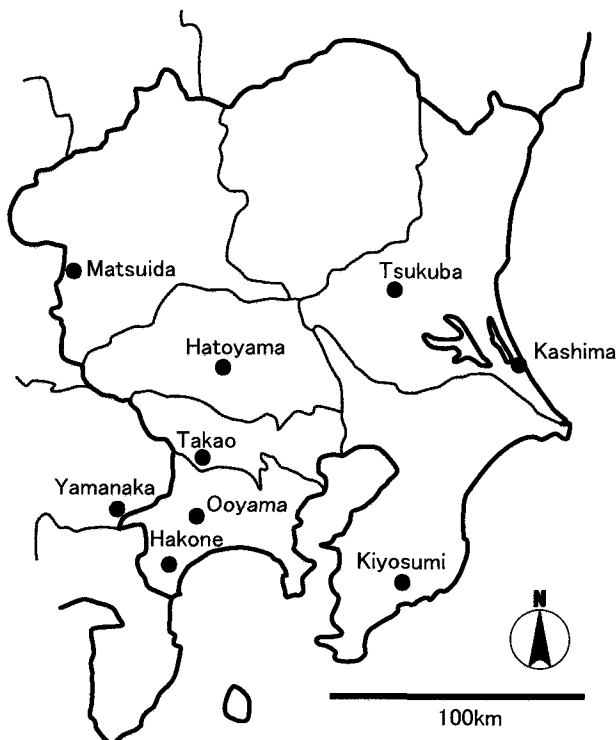 Matsuida
Tsukuba
Hatoyama
Kashima
Takao
Yamanaka
Ooyama
Hakone
Kiyosumi
N
100km